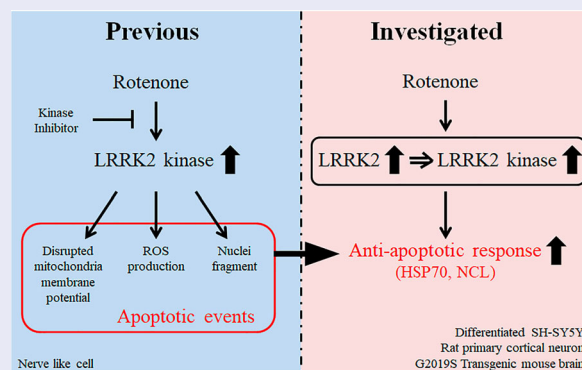 Previous
Rotenone
Kinase
Inhibitor
LRRK2 kinase
Disrupted
mitochondria
membrane
potential
ROS
production
Nuclei
fragment
Apoptotic events
Nerve like cell
Investigated
Rotenone
LRRK2 ⇒ LRRK2 kinase
Anti-apoptotic response
(HSP70, NCL)
Differentiated SH-SY5Y
Rat primary cortical neuron
G2019S Transgenic mouse brain